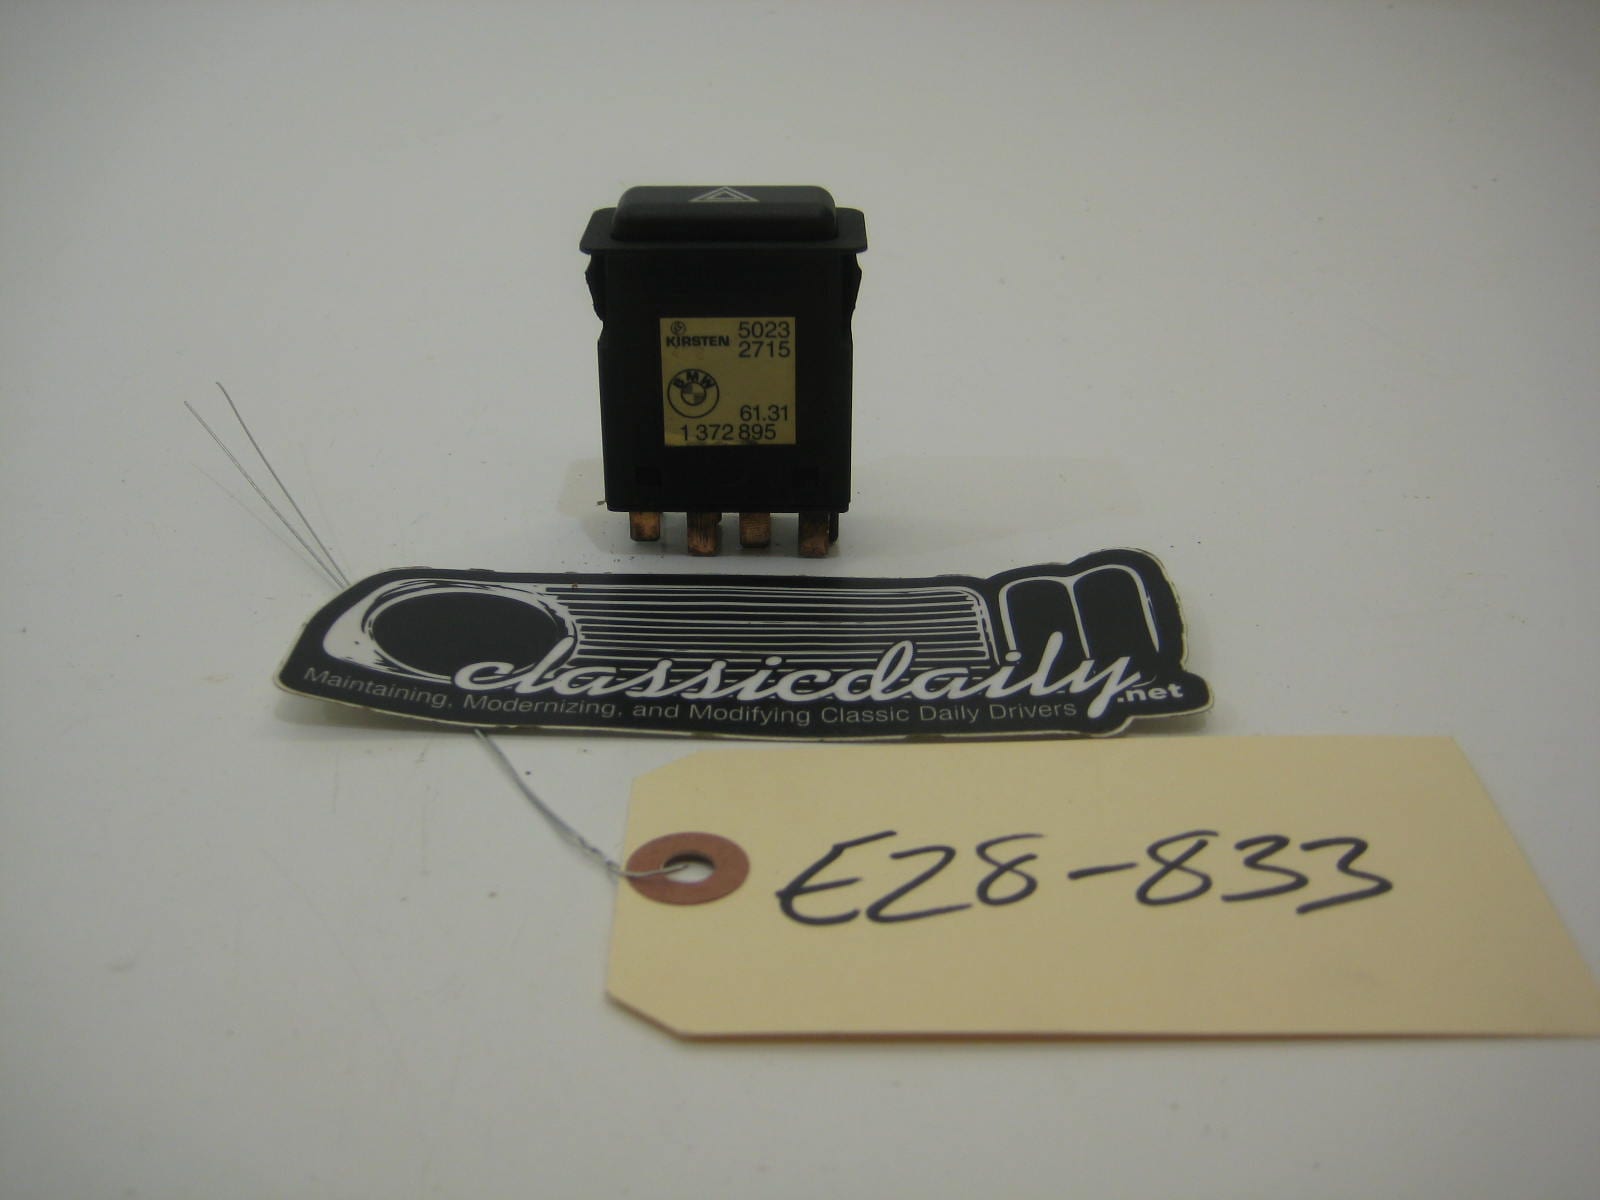 KIRSTEN 5023
2715
BMW
61.31
1 372 895
classicdaily.net
Maintaining, Modernizing, and Modifying Classic Daily Drivers
E28-833